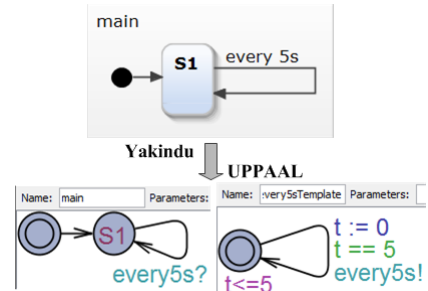 main
S1
every 5s
Yakindu
UPPAAL
Name: main Parameters:
S1
every5s?
Name: very5sTemplate Parameters:
t := 0
t == 5
every5s!
t<=5